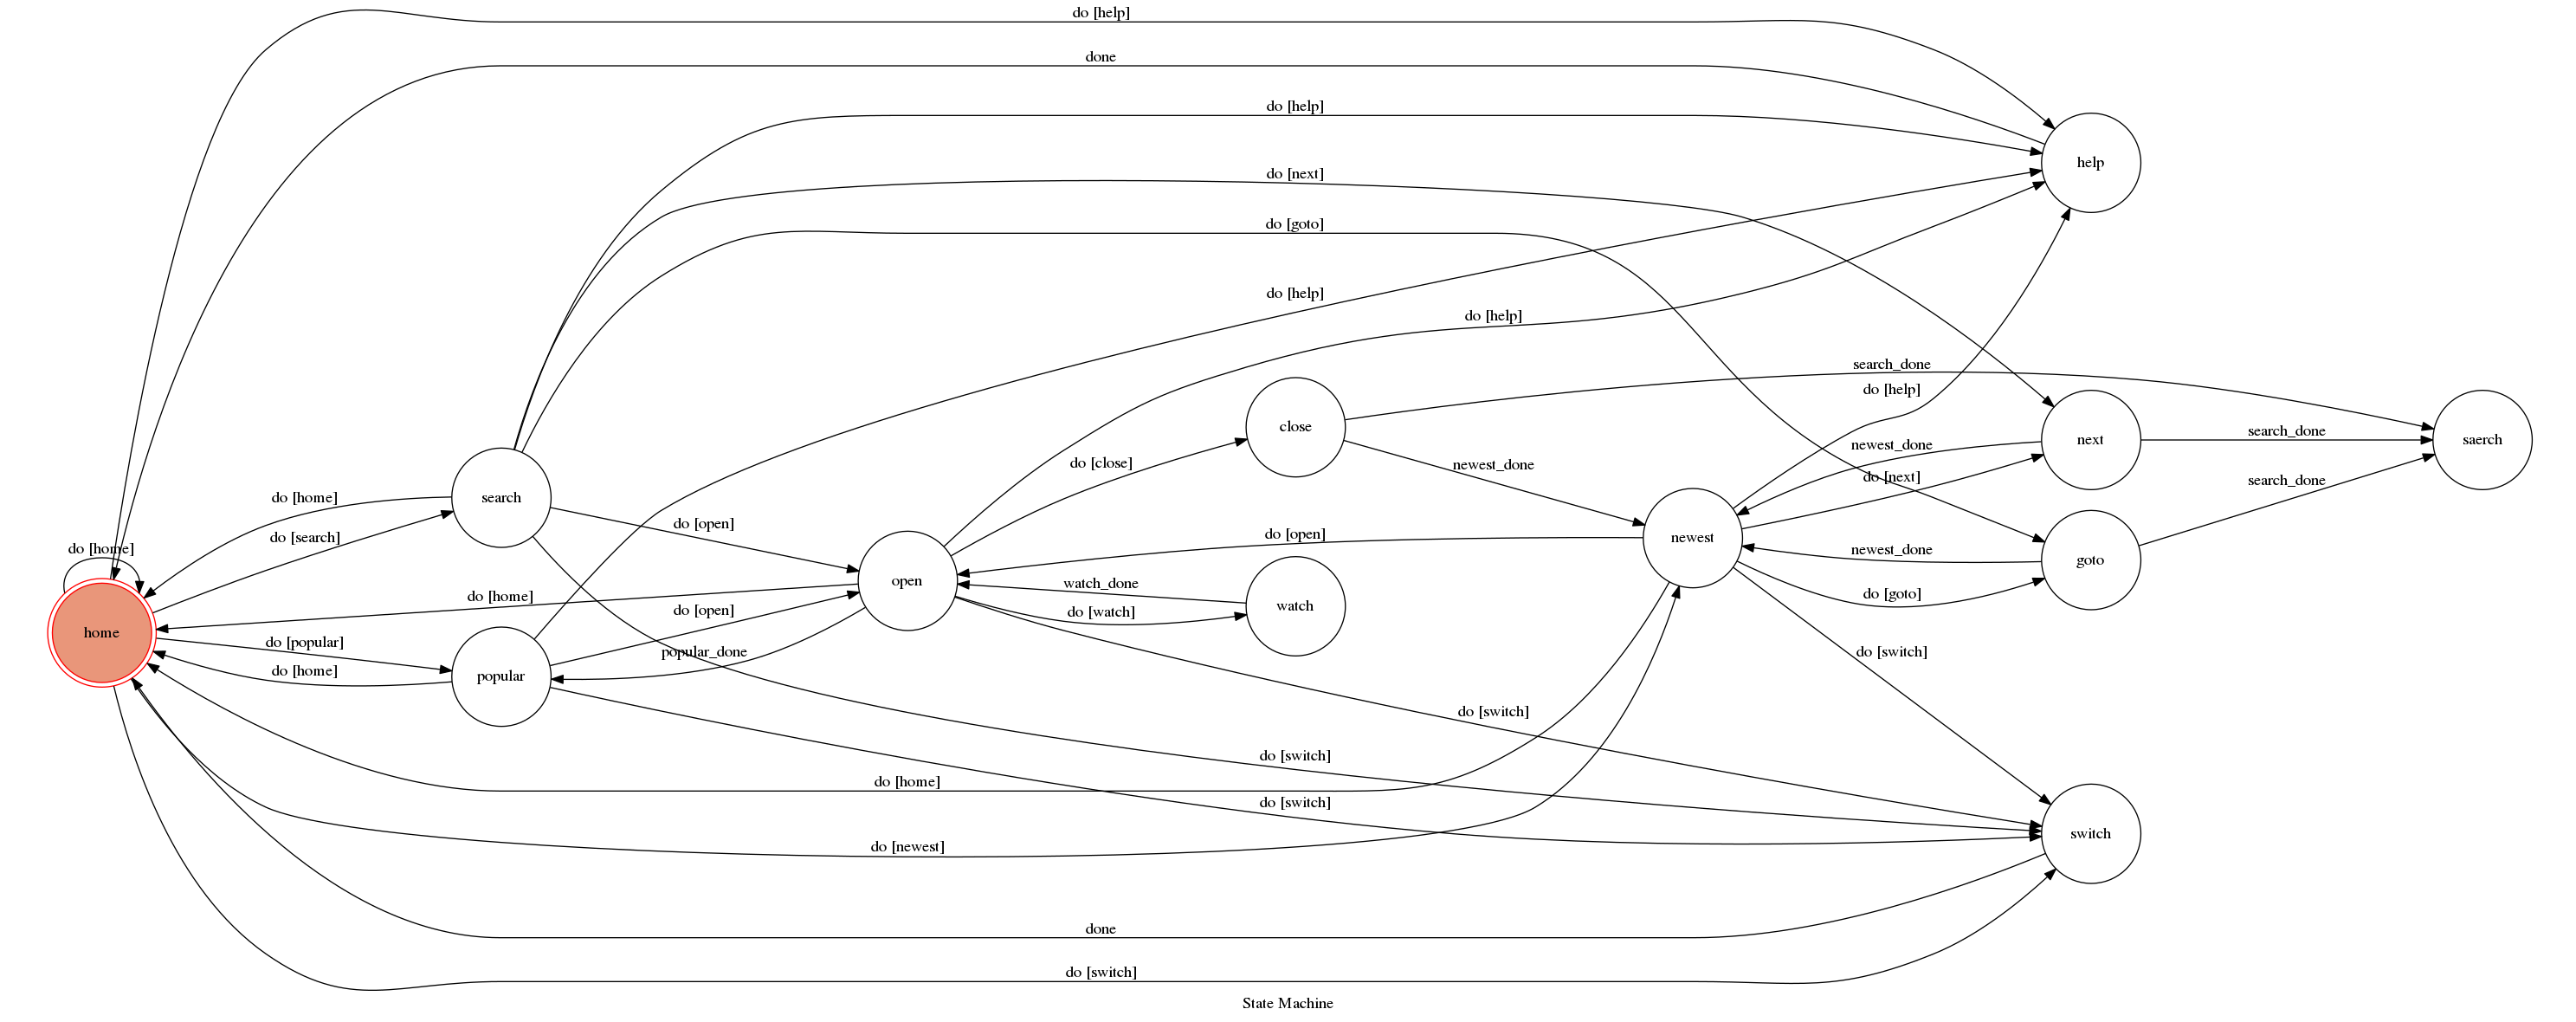 do [help]
done
do [help]
help
do [next]
do [goto]
do [help]
do [help]
search_done
do [help]
close
newest_done
next
search_done
saerch
do [close]
newest_done
do [next]
search_done
do [home]
search
do [open]
do [search]
do [home]
do [open]
newest
newest_done
goto
open
watch_done
do [home]
do [watch]
watch
do [goto]
do [open]
home
do [popular]
popular_done
do [switch]
do [home]
popular
do [switch]
do [switch]
do [home]
do [switch]
switch
do [newest]
done
do [switch]
State Machine